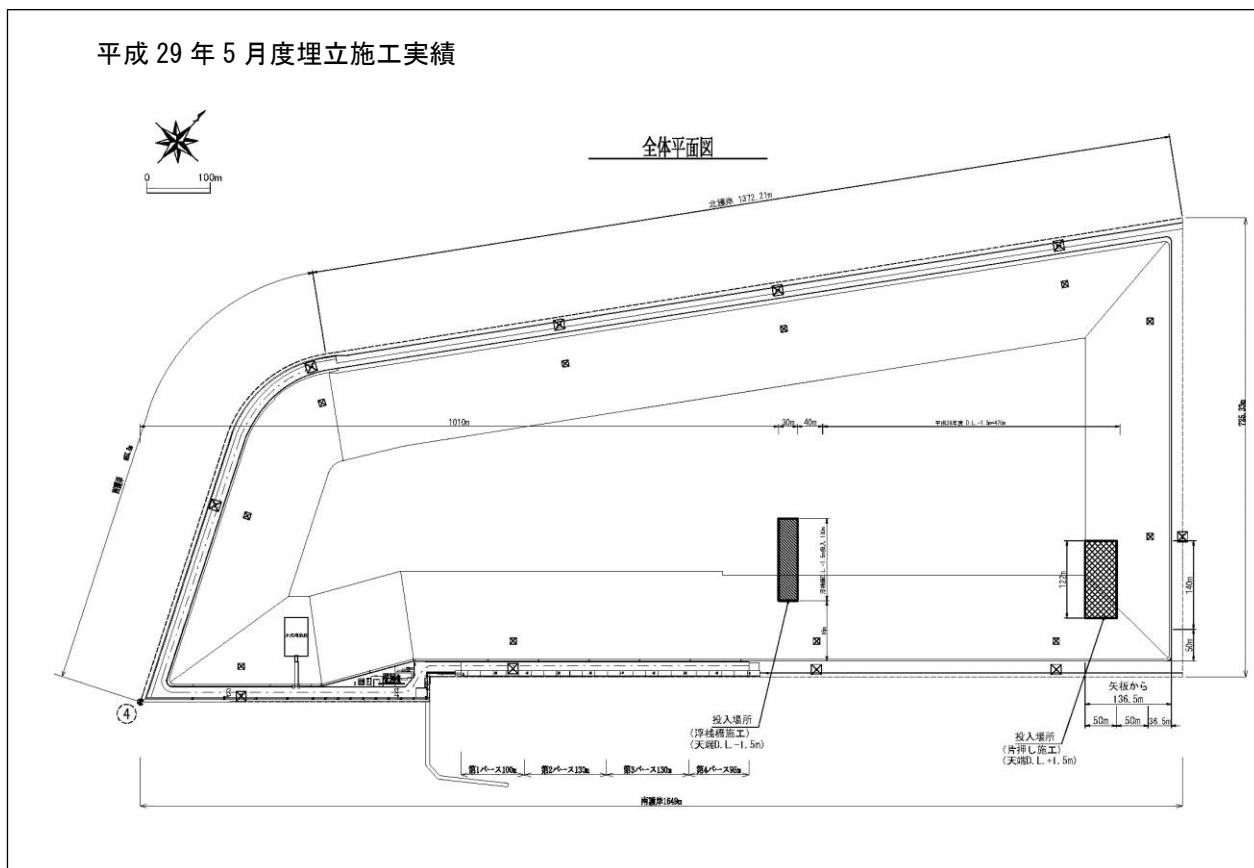 平成 29 年 5 月度埋立施工実績
全体平面図
0 100m
北護岸 1372.21m
1010m
30m
40m
725.33m
122m
140m
50m
矢板から
136.5m
50m
50m
36.5m
投入場所
(浮桟橋施工)
(天端D.L.-1.5m)
投入場所
(片押し施工)
(天端D.L.+1.5m)
④
第1バース100m
第2バース130m
第3バース130m
第4バース95m
南護岸1649m